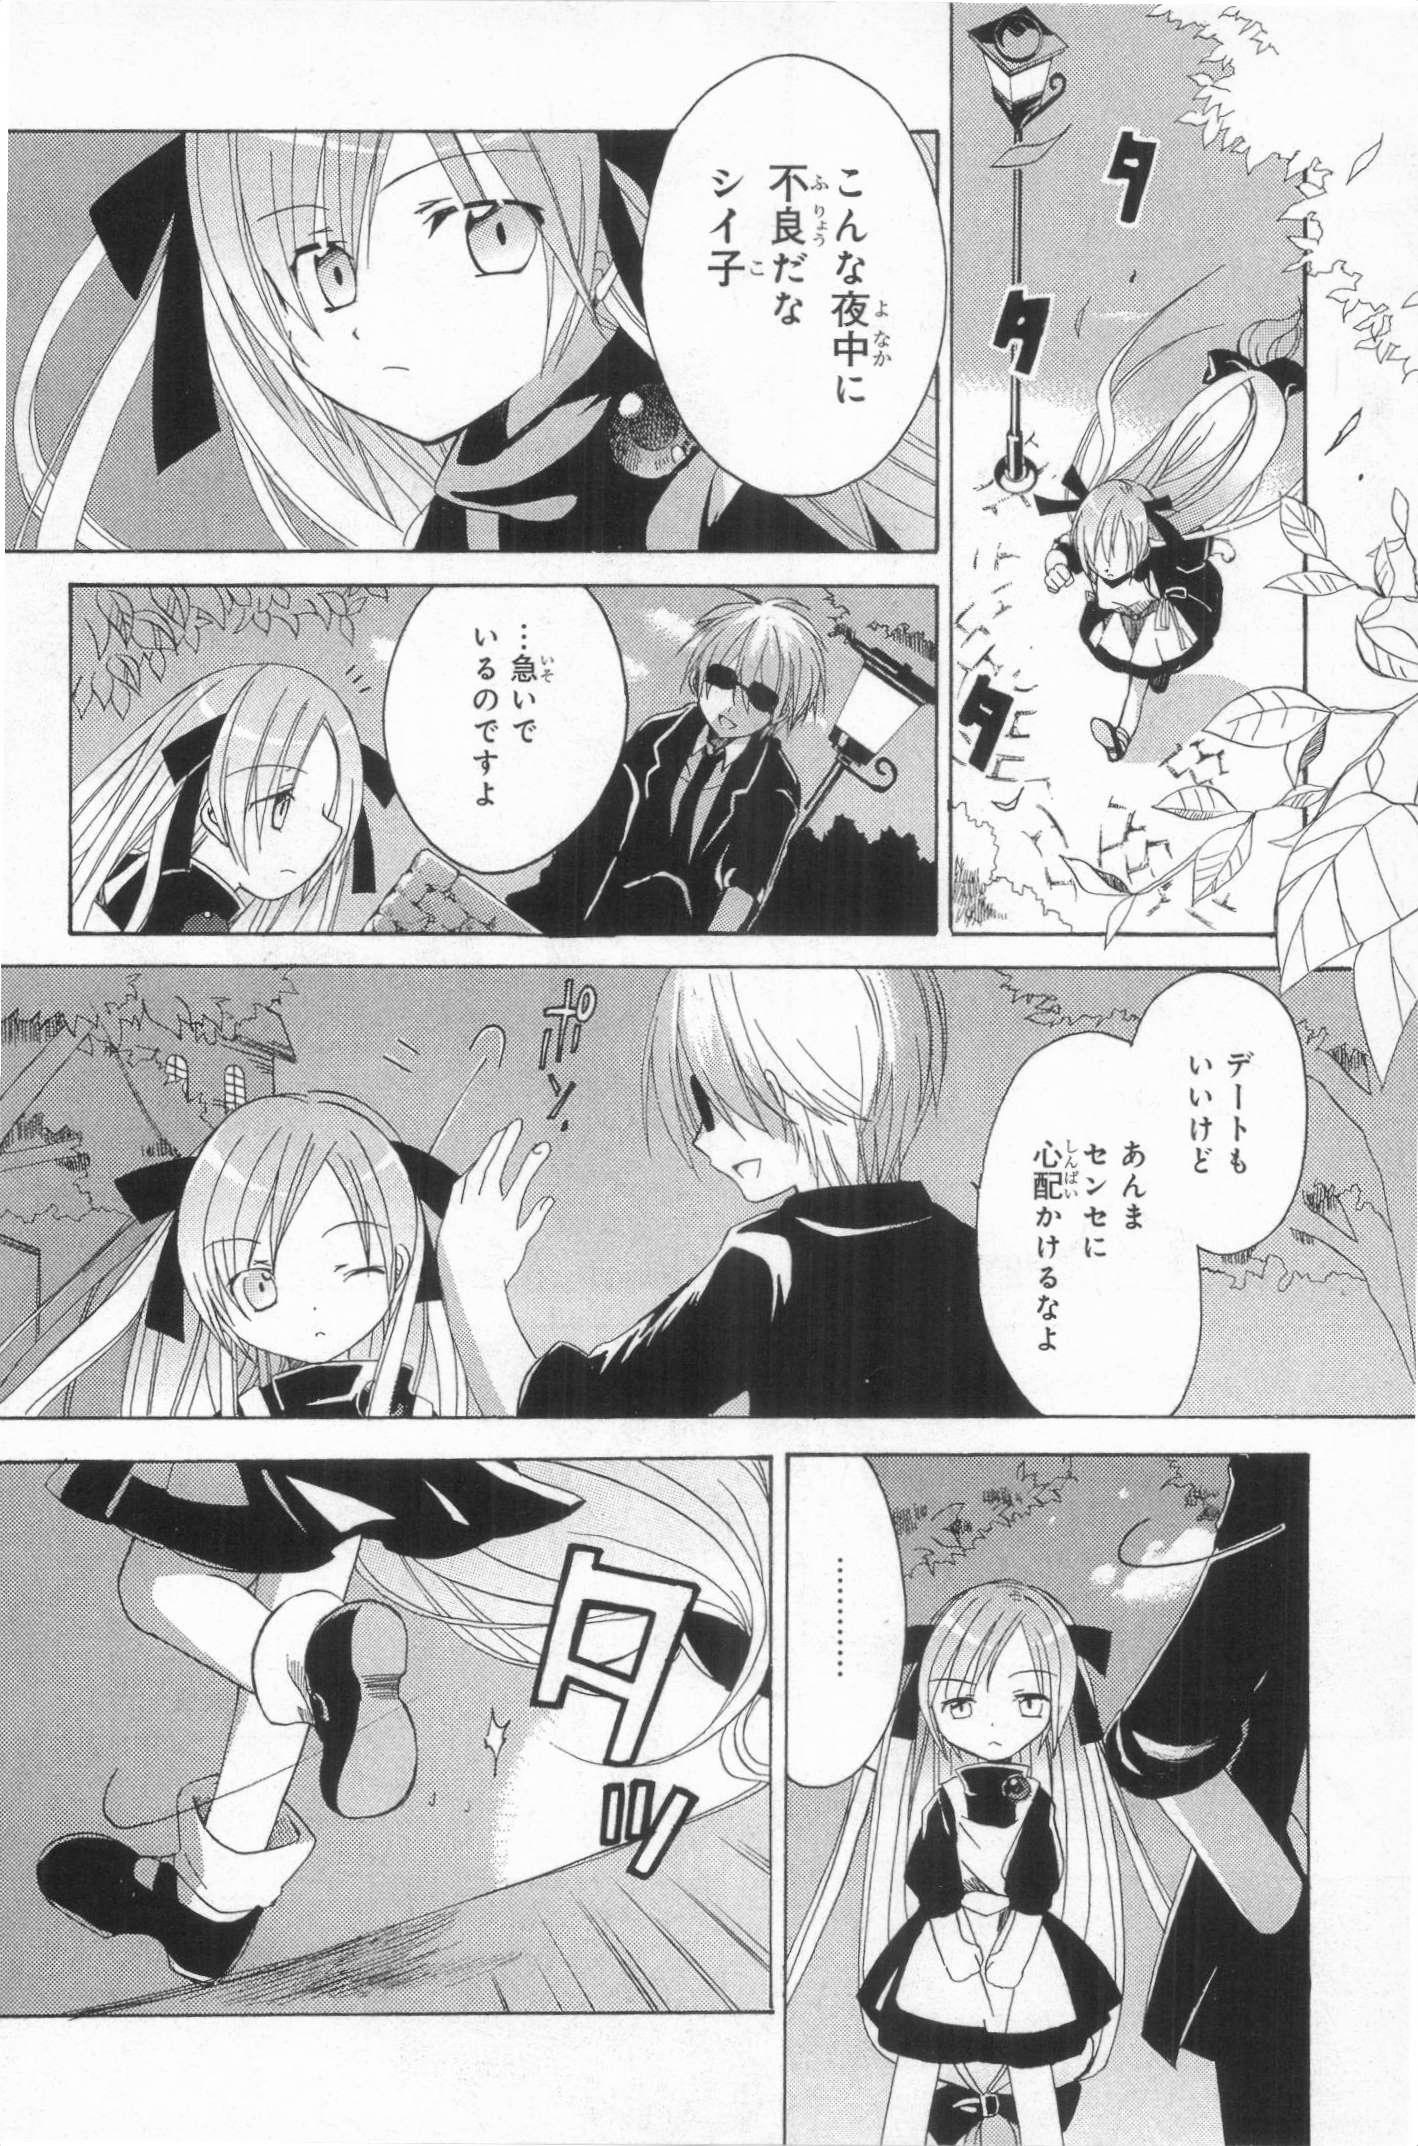 タ
タ
タ
こんな夜中に
不良だな
シイ子
…急いで
いるのですよ
デートも
いいけど
あんま
センセに
心配かけるなよ
ポンッ
…………
タッ